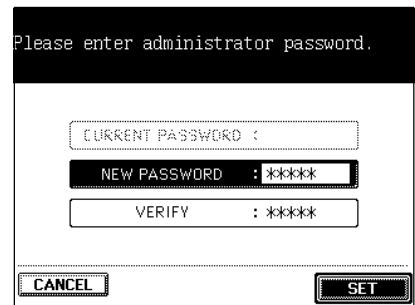 Please enter administrator password.
CURRENT PASSWORD :
NEW PASSWORD : *****
VERIFY : *****
CANCEL
SET